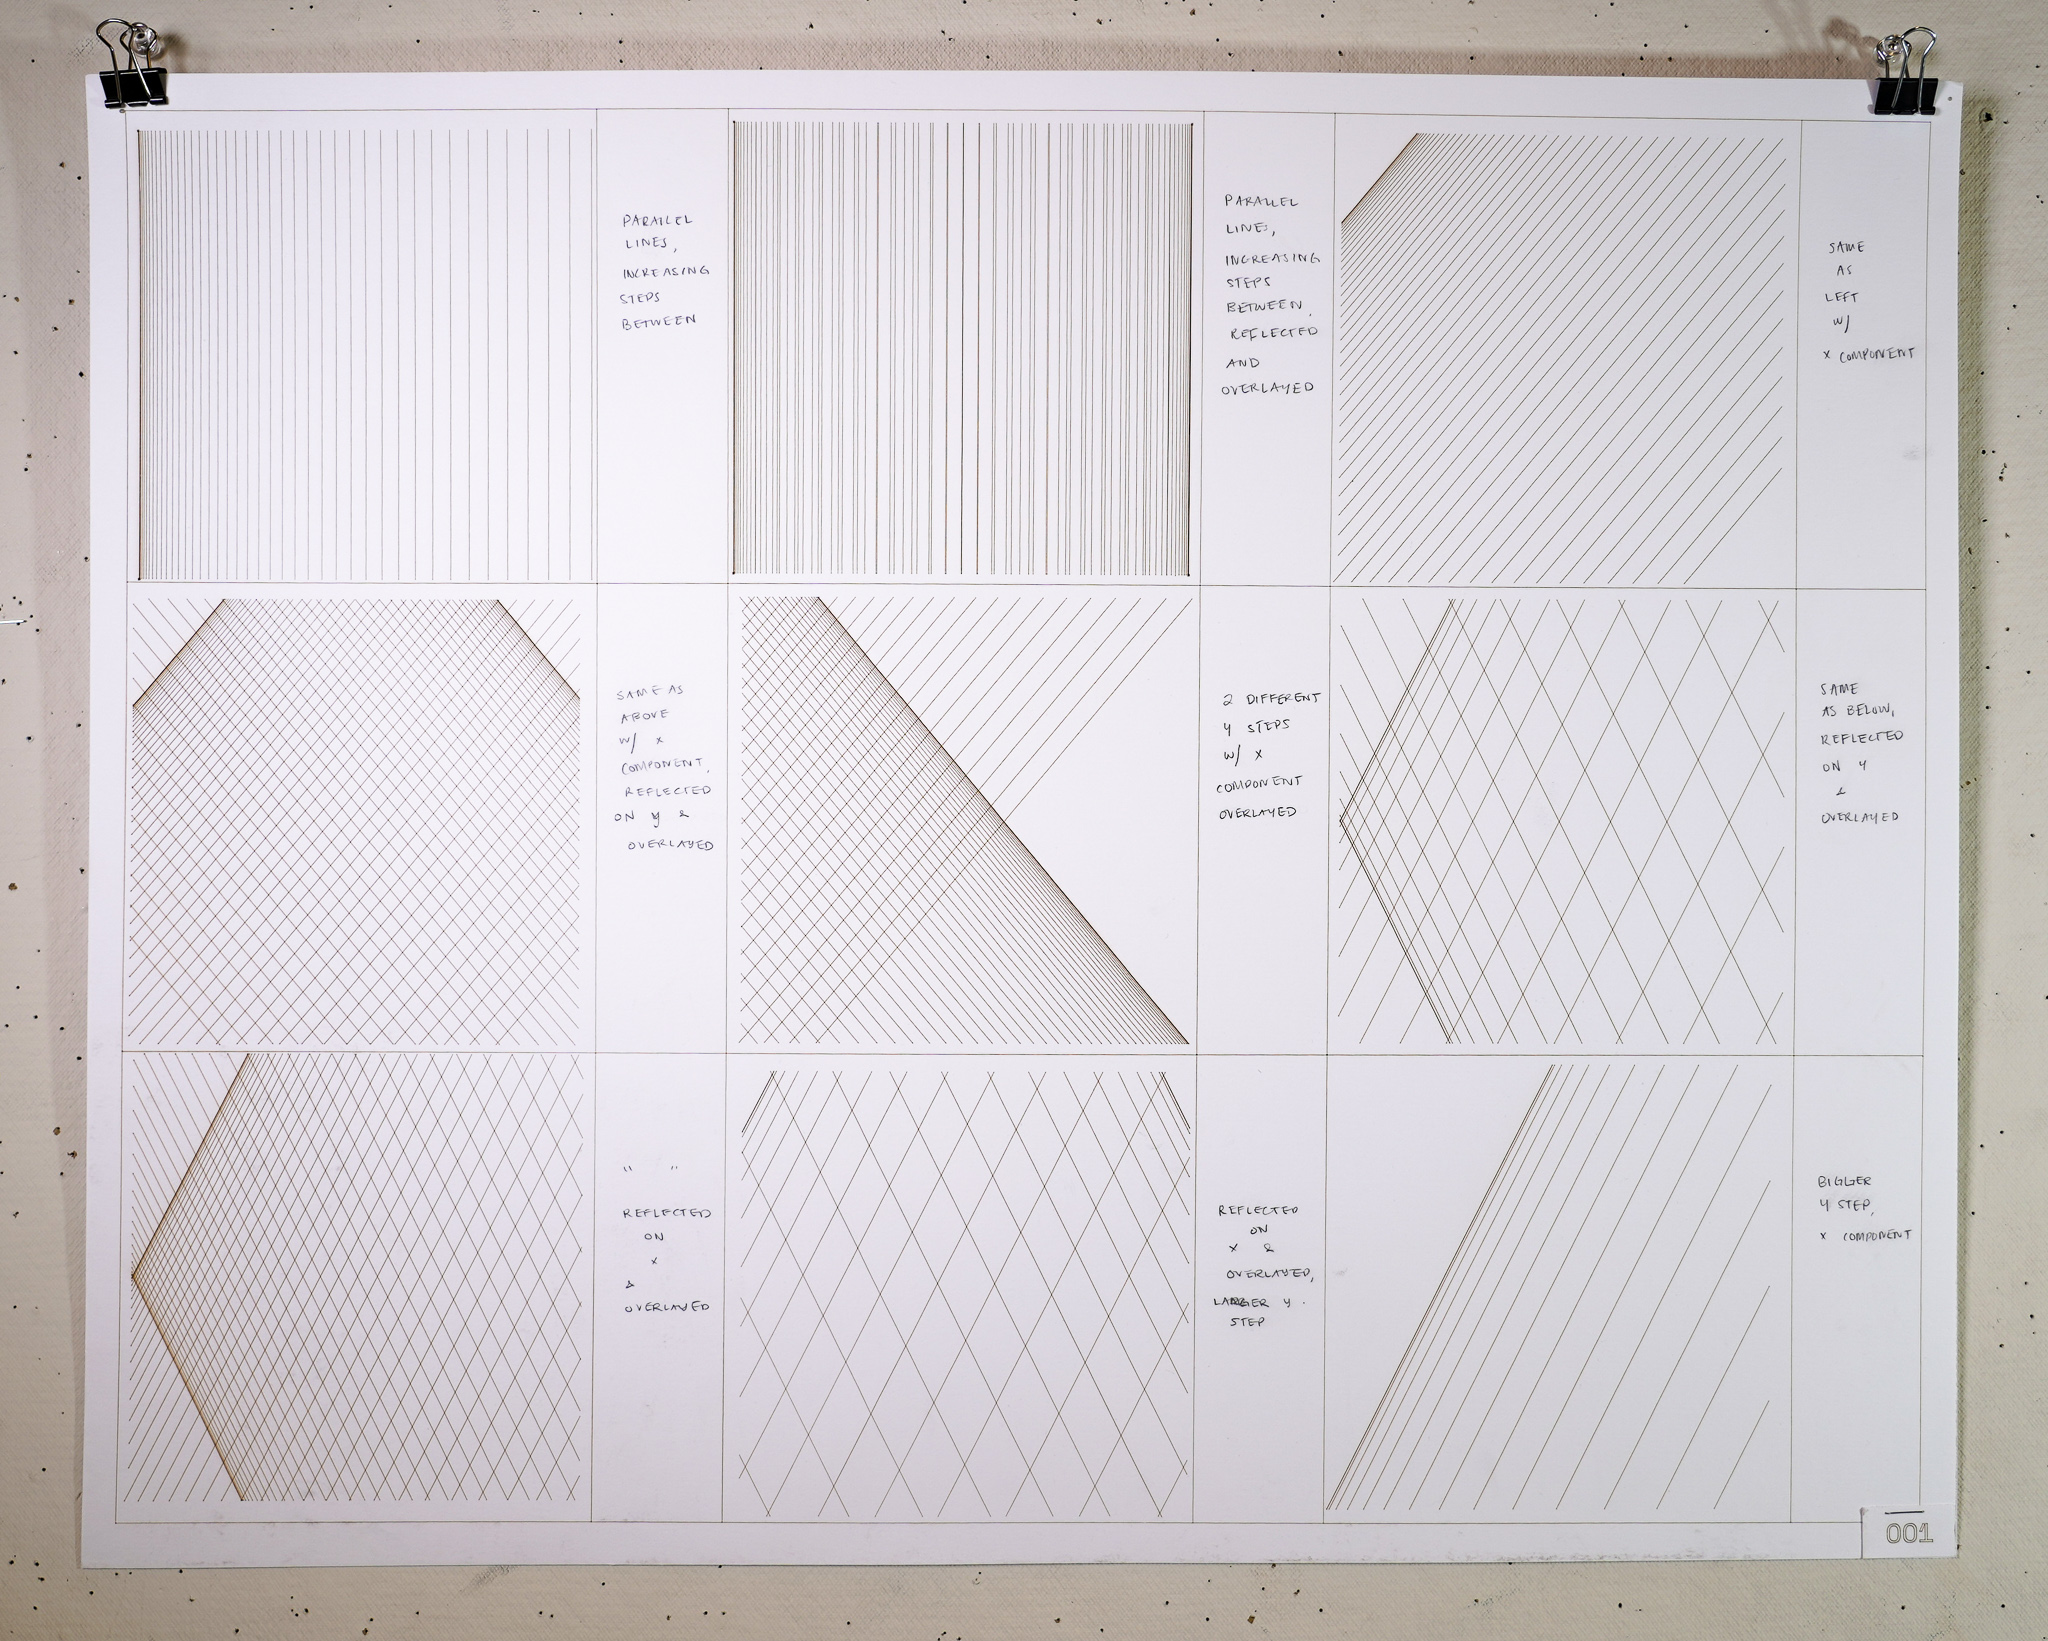 PARALLEL
LINES,
INCREASING
STEPS
BETWEEN
PARALLEL
LINES,
INCREASING
STEPS
BETWEEN,
REFLECTED
AND
OVERLAYED
SAME
AS
LEFT
W/
X COMPONENT
SAME AS
ABOVE
W/ X
COMPONENT,
REFLECTED
ON Y &
OVERLAYED
2 DIFFERENT
Y STEPS
W/ X
COMPONENT
OVERLAYED
SAME
AS BELOW,
REFLECTED
ON Y
&
OVERLAYED
" "
REFLECTED
ON
X
&
OVERLAYED
REFLECTED
ON
X &
OVERLAYED,
LARGER Y
STEP
BIGGER
Y STEP,
X COMPONENT
001